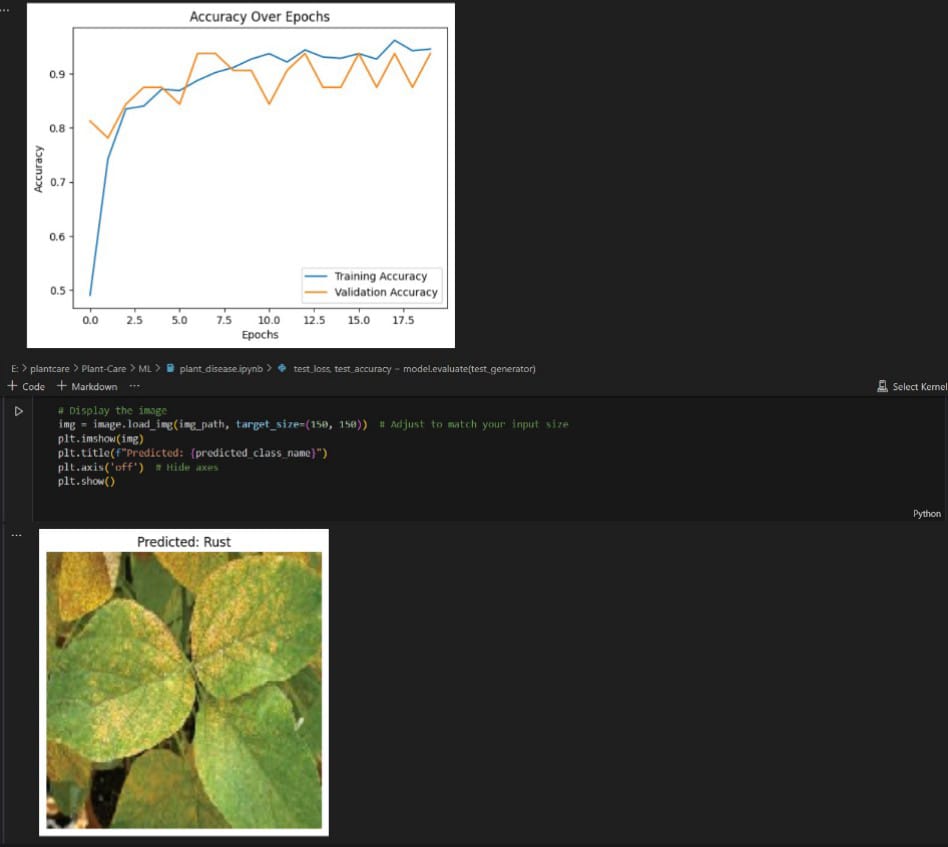 ...
Accuracy Over Epochs
0.9
0.8
0.7
0.6
0.5
Accuracy
Training Accuracy
Validation Accuracy
0.0 2.5 5.0 7.5 10.0 12.5 15.0 17.5
Epochs
E: > plantcare > Plant-Care > ML > plant_disease.ipynb > test_loss, test_accuracy = model.evaluate(test_generator)
+ Code + Markdown ... Select Kernel
# Display the image
img = image.load_img(img_path, target_size=(150, 150)) # Adjust to match your input size
plt.imshow(img)
plt.title(f"Predicted: {predicted_class_name}")
plt.axis('off') # Hide axes
plt.show()
Python
...
Predicted: Rust